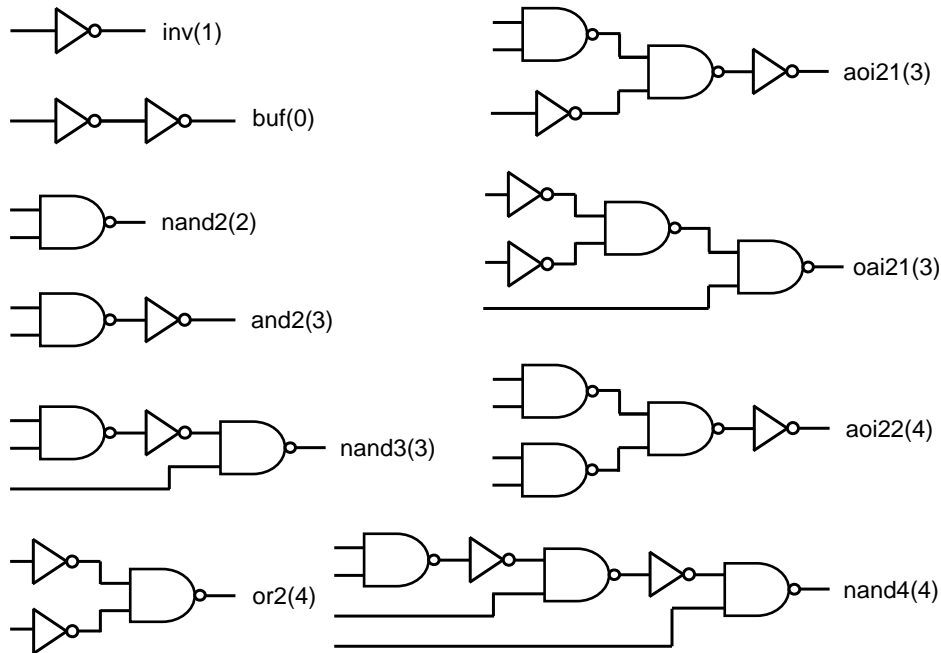 inv(1)
buf(0)
nand2(2)
and2(3)
nand3(3)
or2(4)
aoi21(3)
oai21(3)
aoi22(4)
nand4(4)